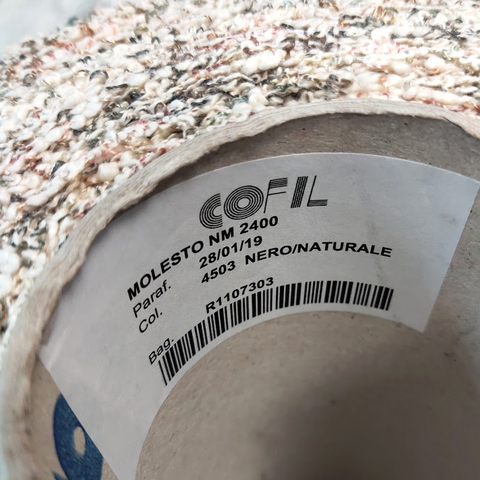 COFIL
MOLESTO NM 2400
Paraf. 28/01/19
Col. 4503 NERO/NATURALE
Bag. R1107303